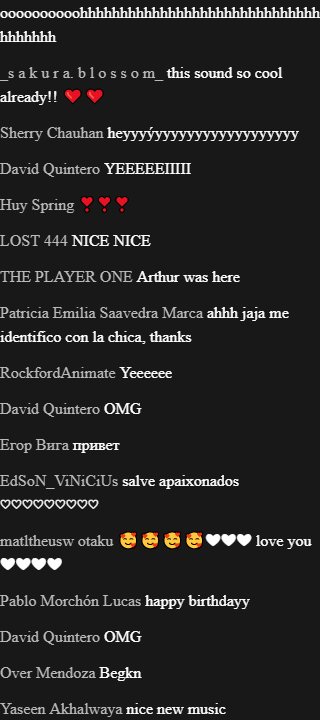 oooooooooohhhhhhhhhhhhhhhhhhhhhhhhhhhhhh
hhhhhhh
_s a k u r a. b l o s s o m_ this sound so cool
already!! ❤️ ❤️
Sherry Chauhan heyyyýyyyyyyyyyyyyyyyyyyy
David Quintero YEEEEEIIIII
Huy Spring ❣️❣️❣️
LOST 444 NICE NICE
THE PLAYER ONE Arthur was here
Patricia Emilia Saavedra Marca ahhh jaja me
identifico con la chica, thanks
RockfordAnimate Yeeeeee
David Quintero OMG
Егор Вига привет
EdSoN_ViNiCiUs salve apaixonados
♡♡♡♡♡♡♡♡♡
matltheusw otaku 🥰 🥰 🥰 🥰🤍🤍🤍 love you
🤍🤍🤍🤍
Pablo Morchón Lucas happy birthdayy
David Quintero OMG
Over Mendoza Begkn
Yaseen Akhalwaya nice new music